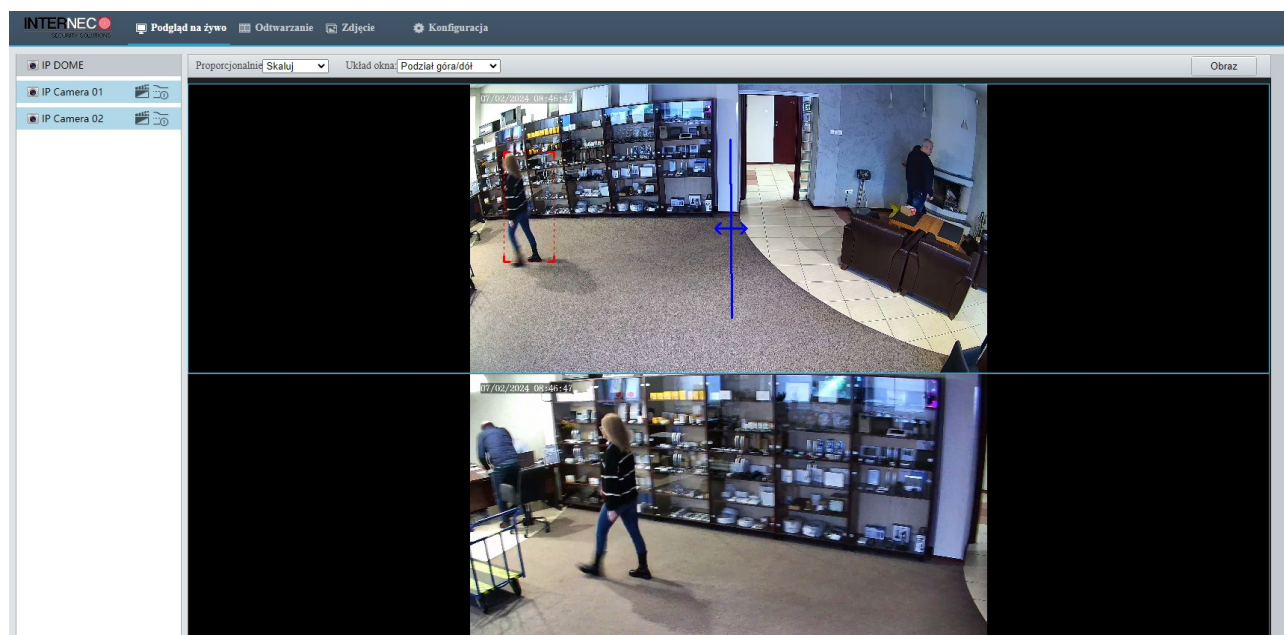 INTERNEC
SECURITY SOLUTIONS
Podgląd na żywo
Odtwarzanie
Zdjęcie
Konfiguracja
IP DOME
IP Camera 01
IP Camera 02
Proporcjonalnie Skaluj
Układ okna: Podział góra/dół
Obraz
07/02/2024 08:46:47
07/02/2024 08:46:47